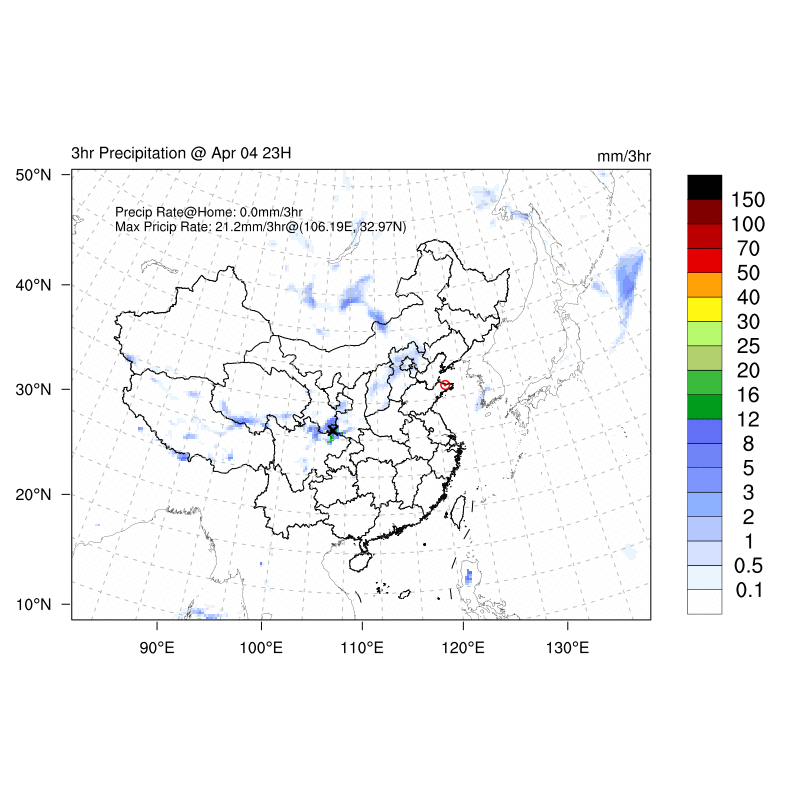 3hr Precipitation @ Apr 04 23H
mm/3hr
Precip Rate@Home: 0.0mm/3hr
Max Pricip Rate: 21.2mm/3hr@(106.19E, 32.97N)
50°N
40°N
30°N
20°N
10°N
90°E
100°E
110°E
120°E
130°E
150
100
70
50
40
30
25
20
16
12
8
5
3
2
1
0.5
0.1